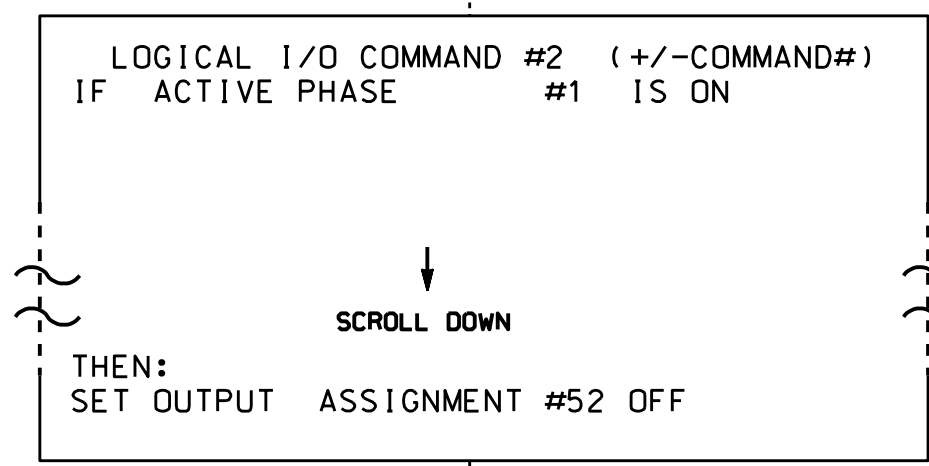 LOGICAL I/O COMMAND #2 (+/-COMMAND#)
IF ACTIVE PHASE #1 IS ON
SCROLL DOWN
THEN:
SET OUTPUT ASSIGNMENT #52 OFF